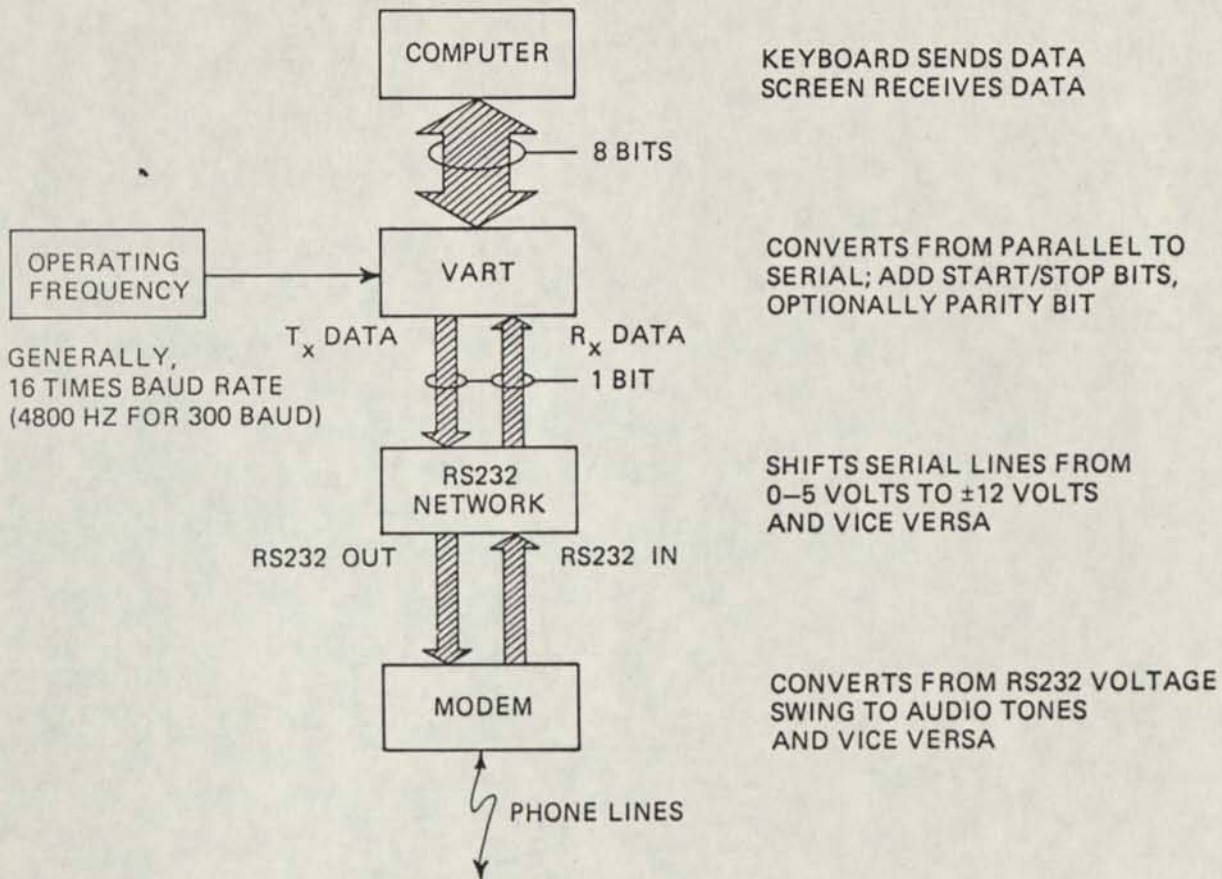 COMPUTER
KEYBOARD SENDS DATA
SCREEN RECEIVES DATA
8 BITS
OPERATING
FREQUENCY
VART
CONVERTS FROM PARALLEL TO
SERIAL; ADD START/STOP BITS,
OPTIONALLY PARITY BIT
Tx DATA
Rx DATA
GENERALLY,
16 TIMES BAUD RATE
(4800 HZ FOR 300 BAUD)
1 BIT
RS232
NETWORK
SHIFTS SERIAL LINES FROM
0–5 VOLTS TO ±12 VOLTS
AND VICE VERSA
RS232 OUT
RS232 IN
MODEM
CONVERTS FROM RS232 VOLTAGE
SWING TO AUDIO TONES
AND VICE VERSA
PHONE LINES